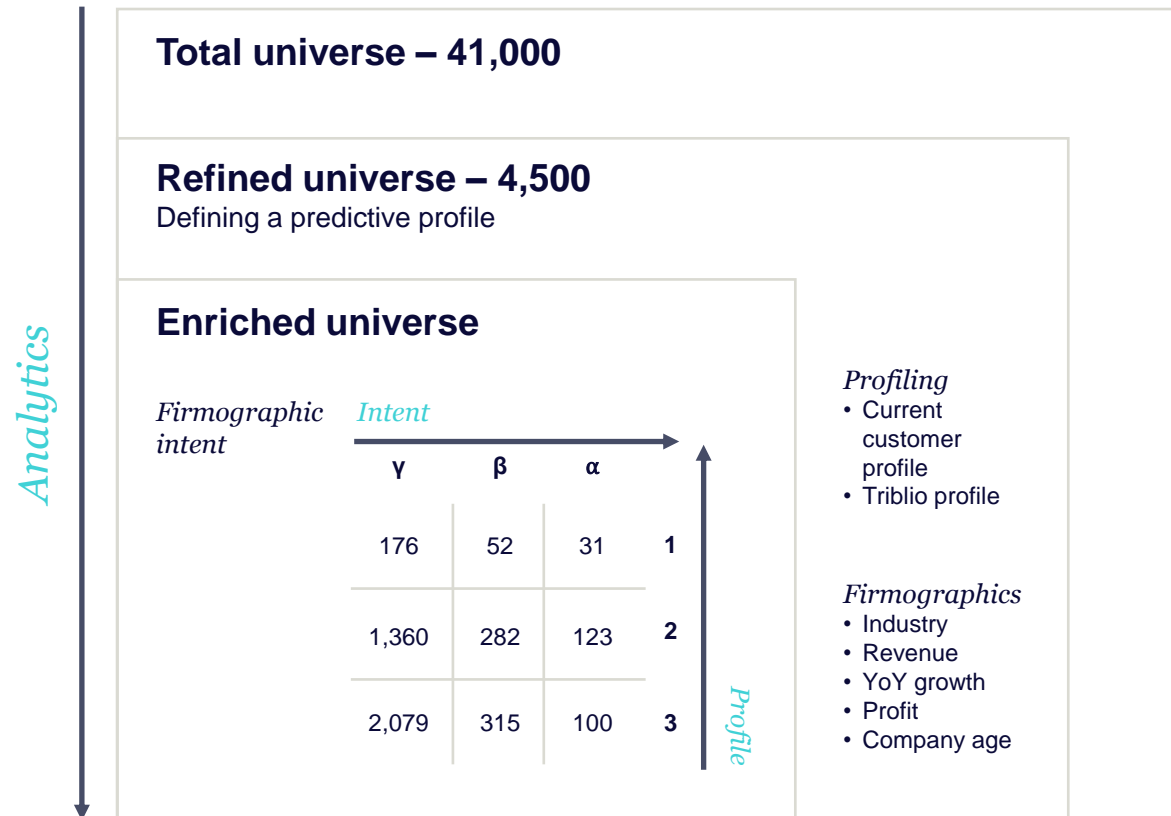 Total universe – 41,000
Refined universe – 4,500
Defining a predictive profile
Enriched universe
Analytics
Firmographic
intent
Intent
γ β α
176 52 31 1
1,360 282 123 2
2,079 315 100 3
Profile
Profiling
• Current
customer
profile
• Triblio profile
Firmographics
• Industry
• Revenue
• YoY growth
• Profit
• Company age